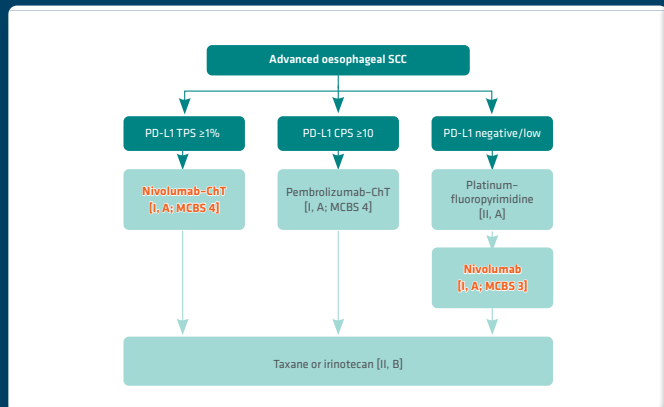 Advanced oesophageal SCC
PD-L1 TPS ≥1%
PD-L1 CPS ≥10
PD-L1 negative/low
Nivolumab–ChT
[I, A; MCBS 4]
Pembrolizumab–ChT
[I, A; MCBS 4]
Platinum–
fluoropyrimidine
[II, A]
Nivolumab
[I, A; MCBS 3]
Taxane or irinotecan [II, B]